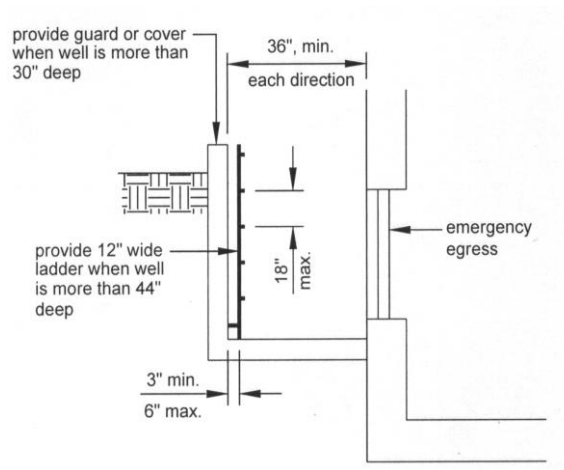 provide guard or cover
when well is more than
30" deep
36", min.
each direction
provide 12" wide
ladder when well
is more than 44"
deep
18"
max.
emergency
egress
3" min.
6" max.